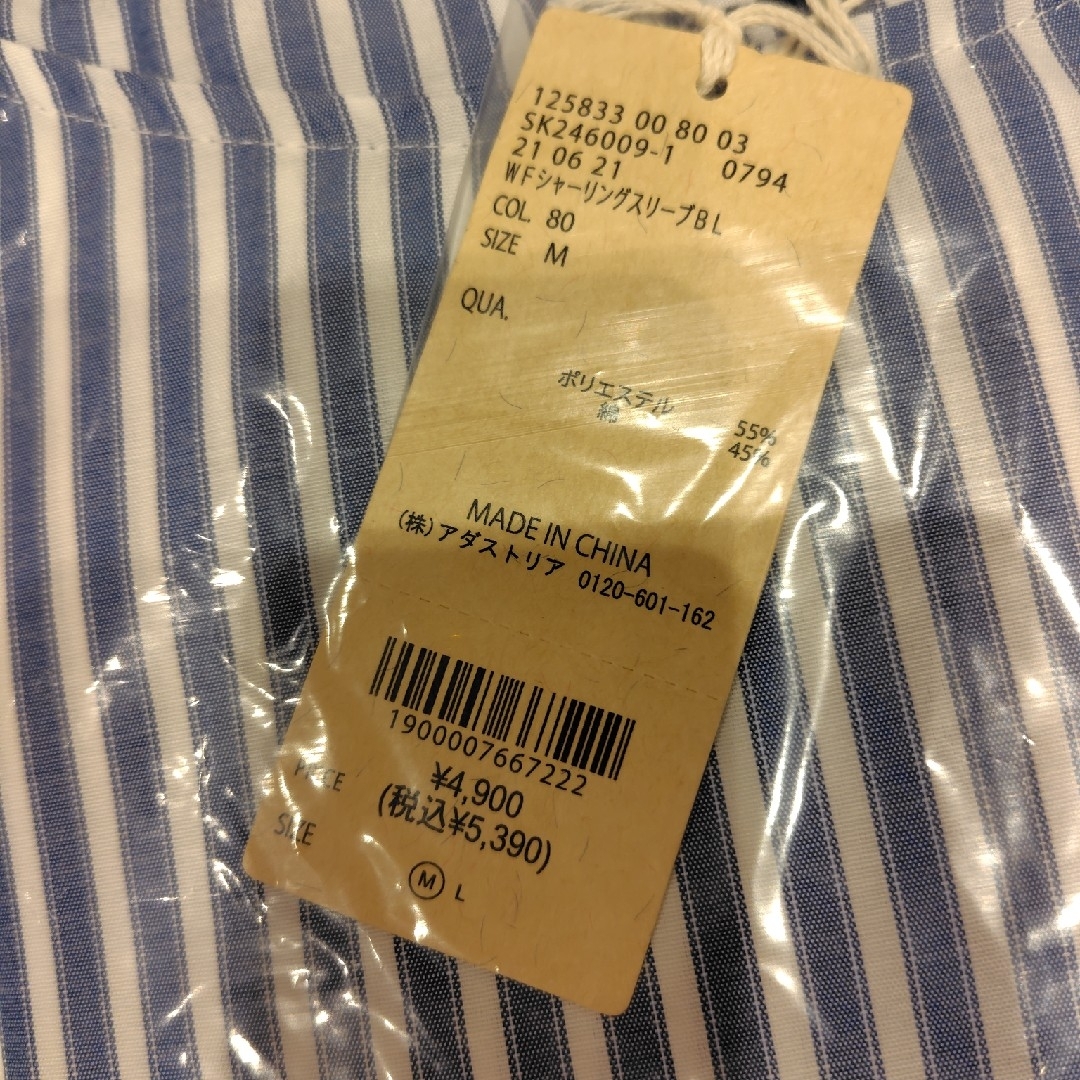 125833 00 80 03
SK246009-1 0794
21 06 21
WFシャーリングスリーブBL
COL. 80
SIZE M
QUA.
ポリエステル 55%
綿 45%
MADE IN CHINA
(株)アダストリア 0120-601-162
1900007667222
PIECE ¥4,900
(税込¥5,390)
SIZE M L